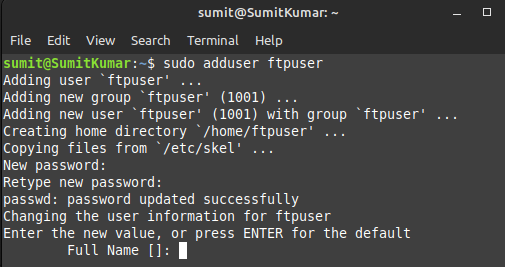 sumit@SumitKumar: ~
File Edit View Search Terminal Help
sumit@SumitKumar:~$ sudo adduser ftpuser
Adding user `ftpuser' ...
Adding new group `ftpuser' (1001) ...
Adding new user `ftpuser' (1001) with group `ftpuser' ...
Creating home directory `/home/ftpuser' ...
Copying files from `/etc/skel' ...
New password:
Retype new password:
passwd: password updated successfully
Changing the user information for ftpuser
Enter the new value, or press ENTER for the default
Full Name []: